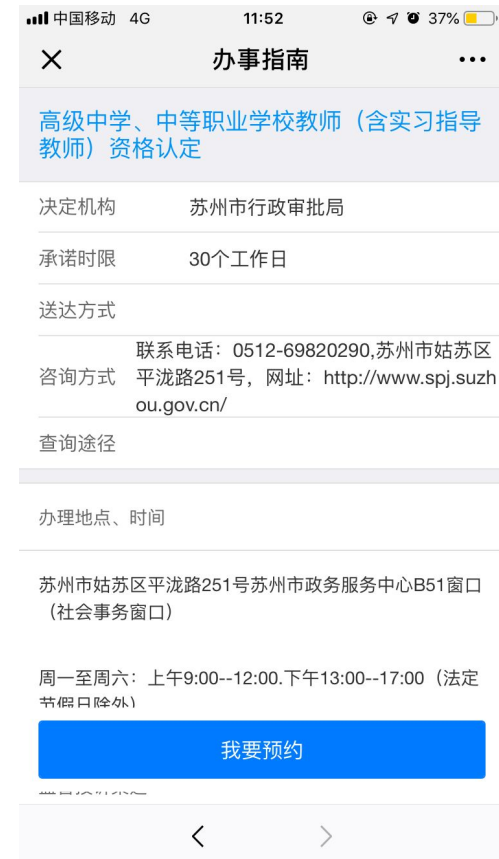 中国移动 4G 11:52 37%
办事指南
高级中学、中等职业学校教师（含实习指导
教师）资格认定
决定机构 苏州市行政审批局
承诺时限 30个工作日
送达方式
咨询方式 联系电话：0512-69820290,苏州市姑苏区
平泷路251号，网址：http://www.spj.suzh
ou.gov.cn/
查询途径
办理地点、时间
苏州市姑苏区平泷路251号苏州市政务服务中心B51窗口
（社会事务窗口）
周一至周六：上午9:00--12:00.下午13:00--17:00（法定
节假日除外）
我要预约